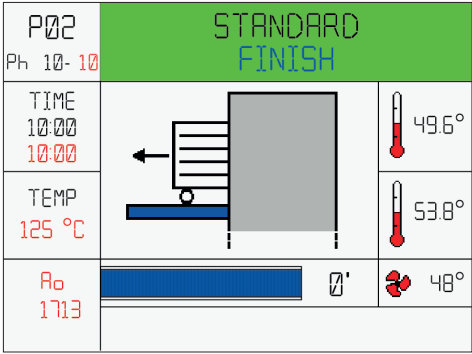 P02
Ph 10-10
STANDARD
FINISH
TIME
10:00
10:00
TEMP
125 °C
Ao
1713
49.6°
53.8°
0'
48°